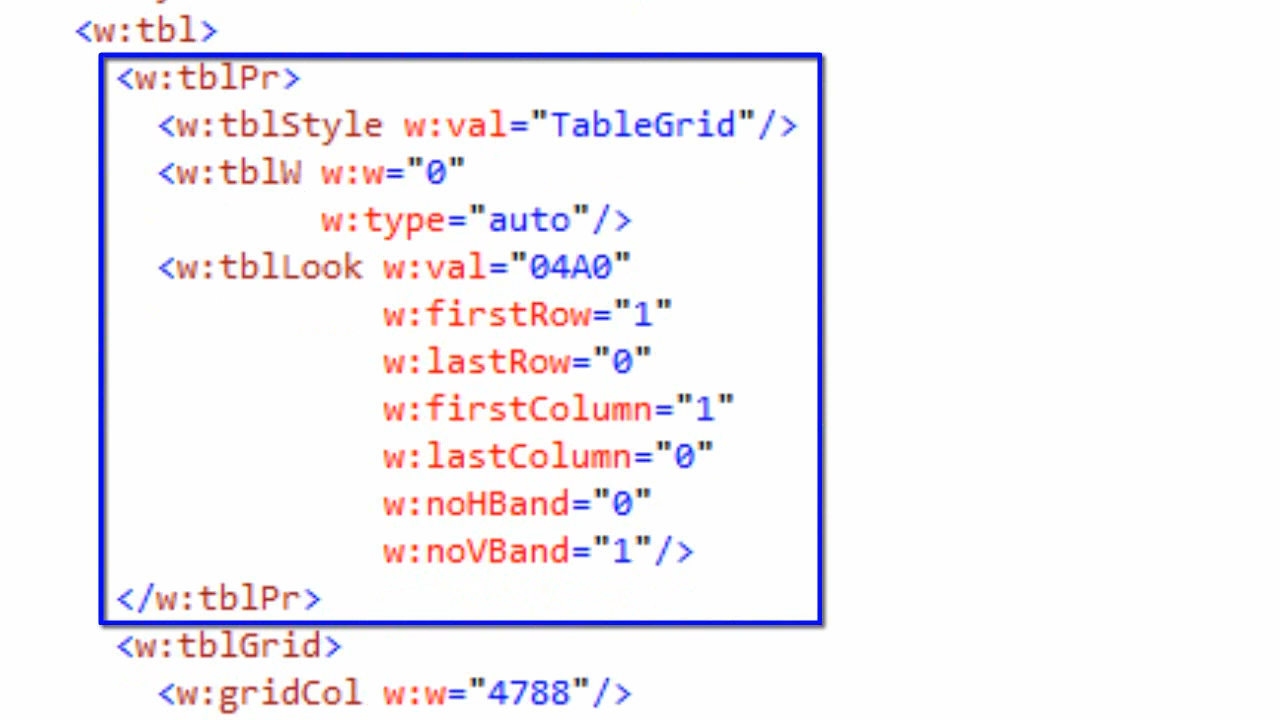 <w:tbl>
<w:tblPr>
<w:tblStyle w:val="TableGrid"/>
<w:tblW w:w="0"
w:type="auto"/>
<w:tblLook w:val="04A0"
w:firstRow="1"
w:lastRow="0"
w:firstColumn="1"
w:lastColumn="0"
w:noHBand="0"
w:noVBand="1"/>
</w:tblPr>
<w:tblGrid>
<w:gridCol w:w="4788"/>